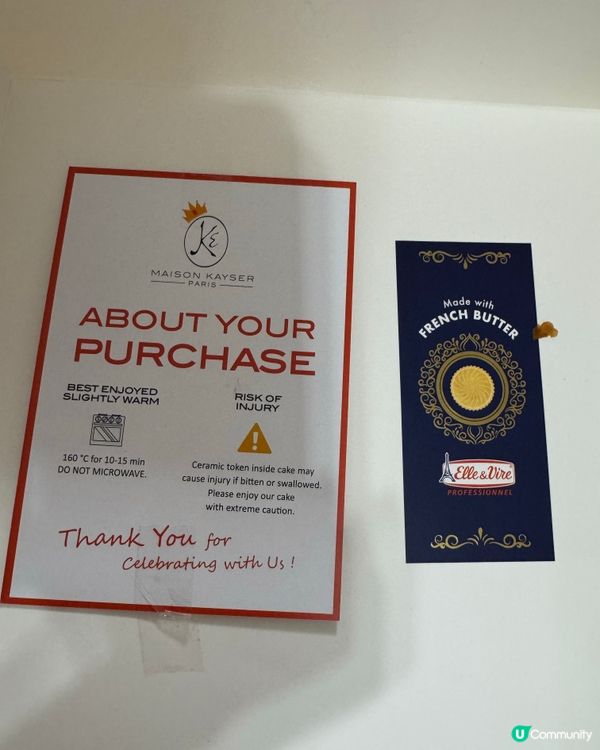 KE
MAISON KAYSER
PARIS
ABOUT YOUR
PURCHASE
BEST ENJOYED
SLIGHTLY WARM
160 °C for 10-15 min
DO NOT MICROWAVE.
RISK OF
INJURY
Ceramic token inside cake may
cause injury if bitten or swallowed.
Please enjoy our cake
with extreme caution.
Thank You for
Celebrating with Us !
Made with
FRENCH BUTTER
Elle & Vire
PROFESSIONNEL
U Community